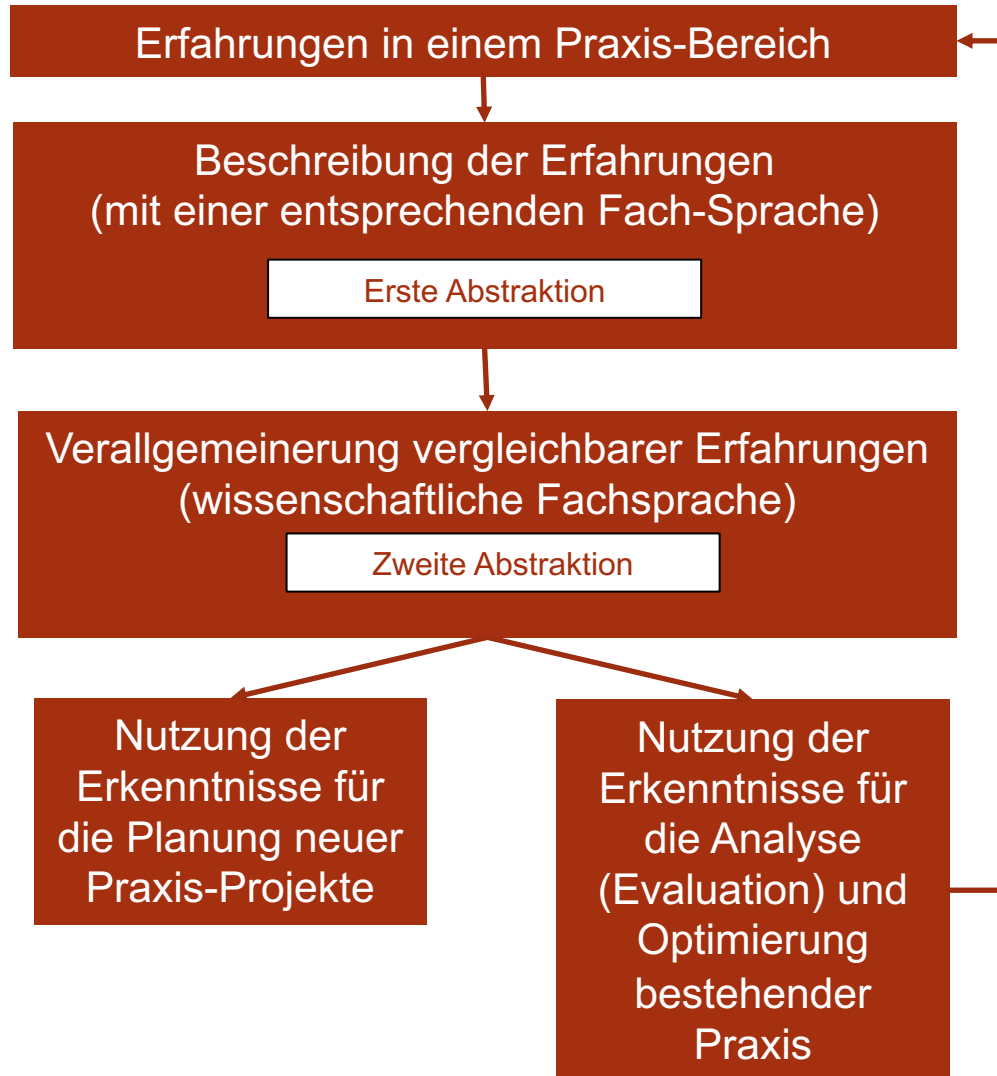 Erfahrungen in einem Praxis-Bereich
Beschreibung der Erfahrungen
(mit einer entsprechenden Fach-Sprache)
Erste Abstraktion
Verallgemeinerung vergleichbarer Erfahrungen
(wissenschaftliche Fachsprache)
Zweite Abstraktion
Nutzung der
Erkenntnisse für
die Planung neuer
Praxis-Projekte
Nutzung der
Erkenntnisse für
die Analyse
(Evaluation) und
Optimierung
bestehender
Praxis